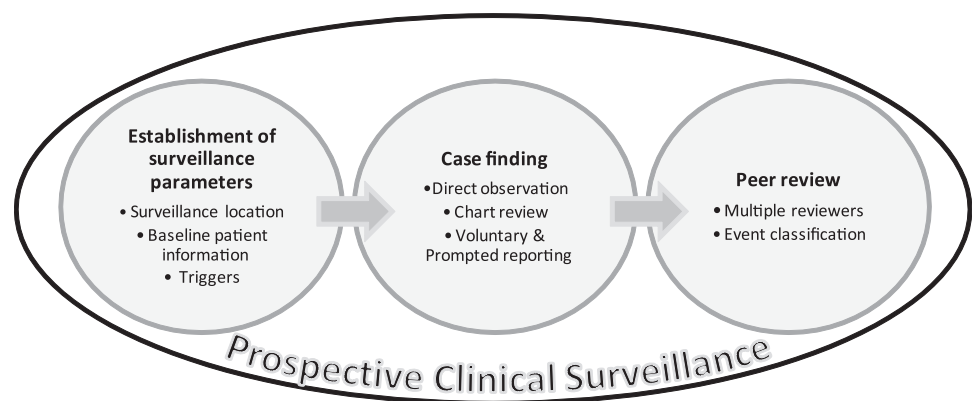 Establishment of
surveillance
parameters
• Surveillance location
• Baseline patient
information
• Triggers
Case finding
•Direct observation
• Chart review
• Voluntary &
Prompted reporting
Peer review
• Multiple reviewers
• Event classification
Prospective Clinical Surveillance